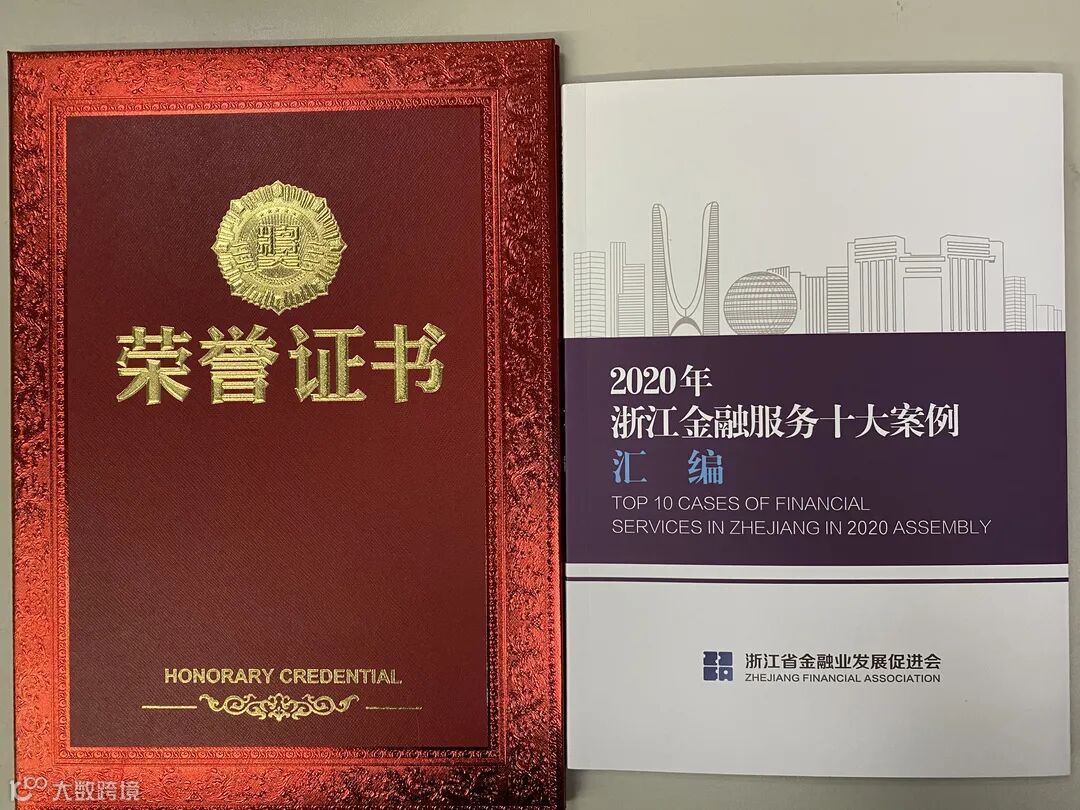 荣誉证书
HONORARY CREDENTIAL
2020年
浙江金融服务十大案例
汇 编
TOP 10 CASES OF FINANCIAL
SERVICES IN ZHEJIANG IN 2020 ASSEMBLY
浙江省金融业发展促进会
ZHEJIANG FINANCIAL ASSOCIATION
大数跨境